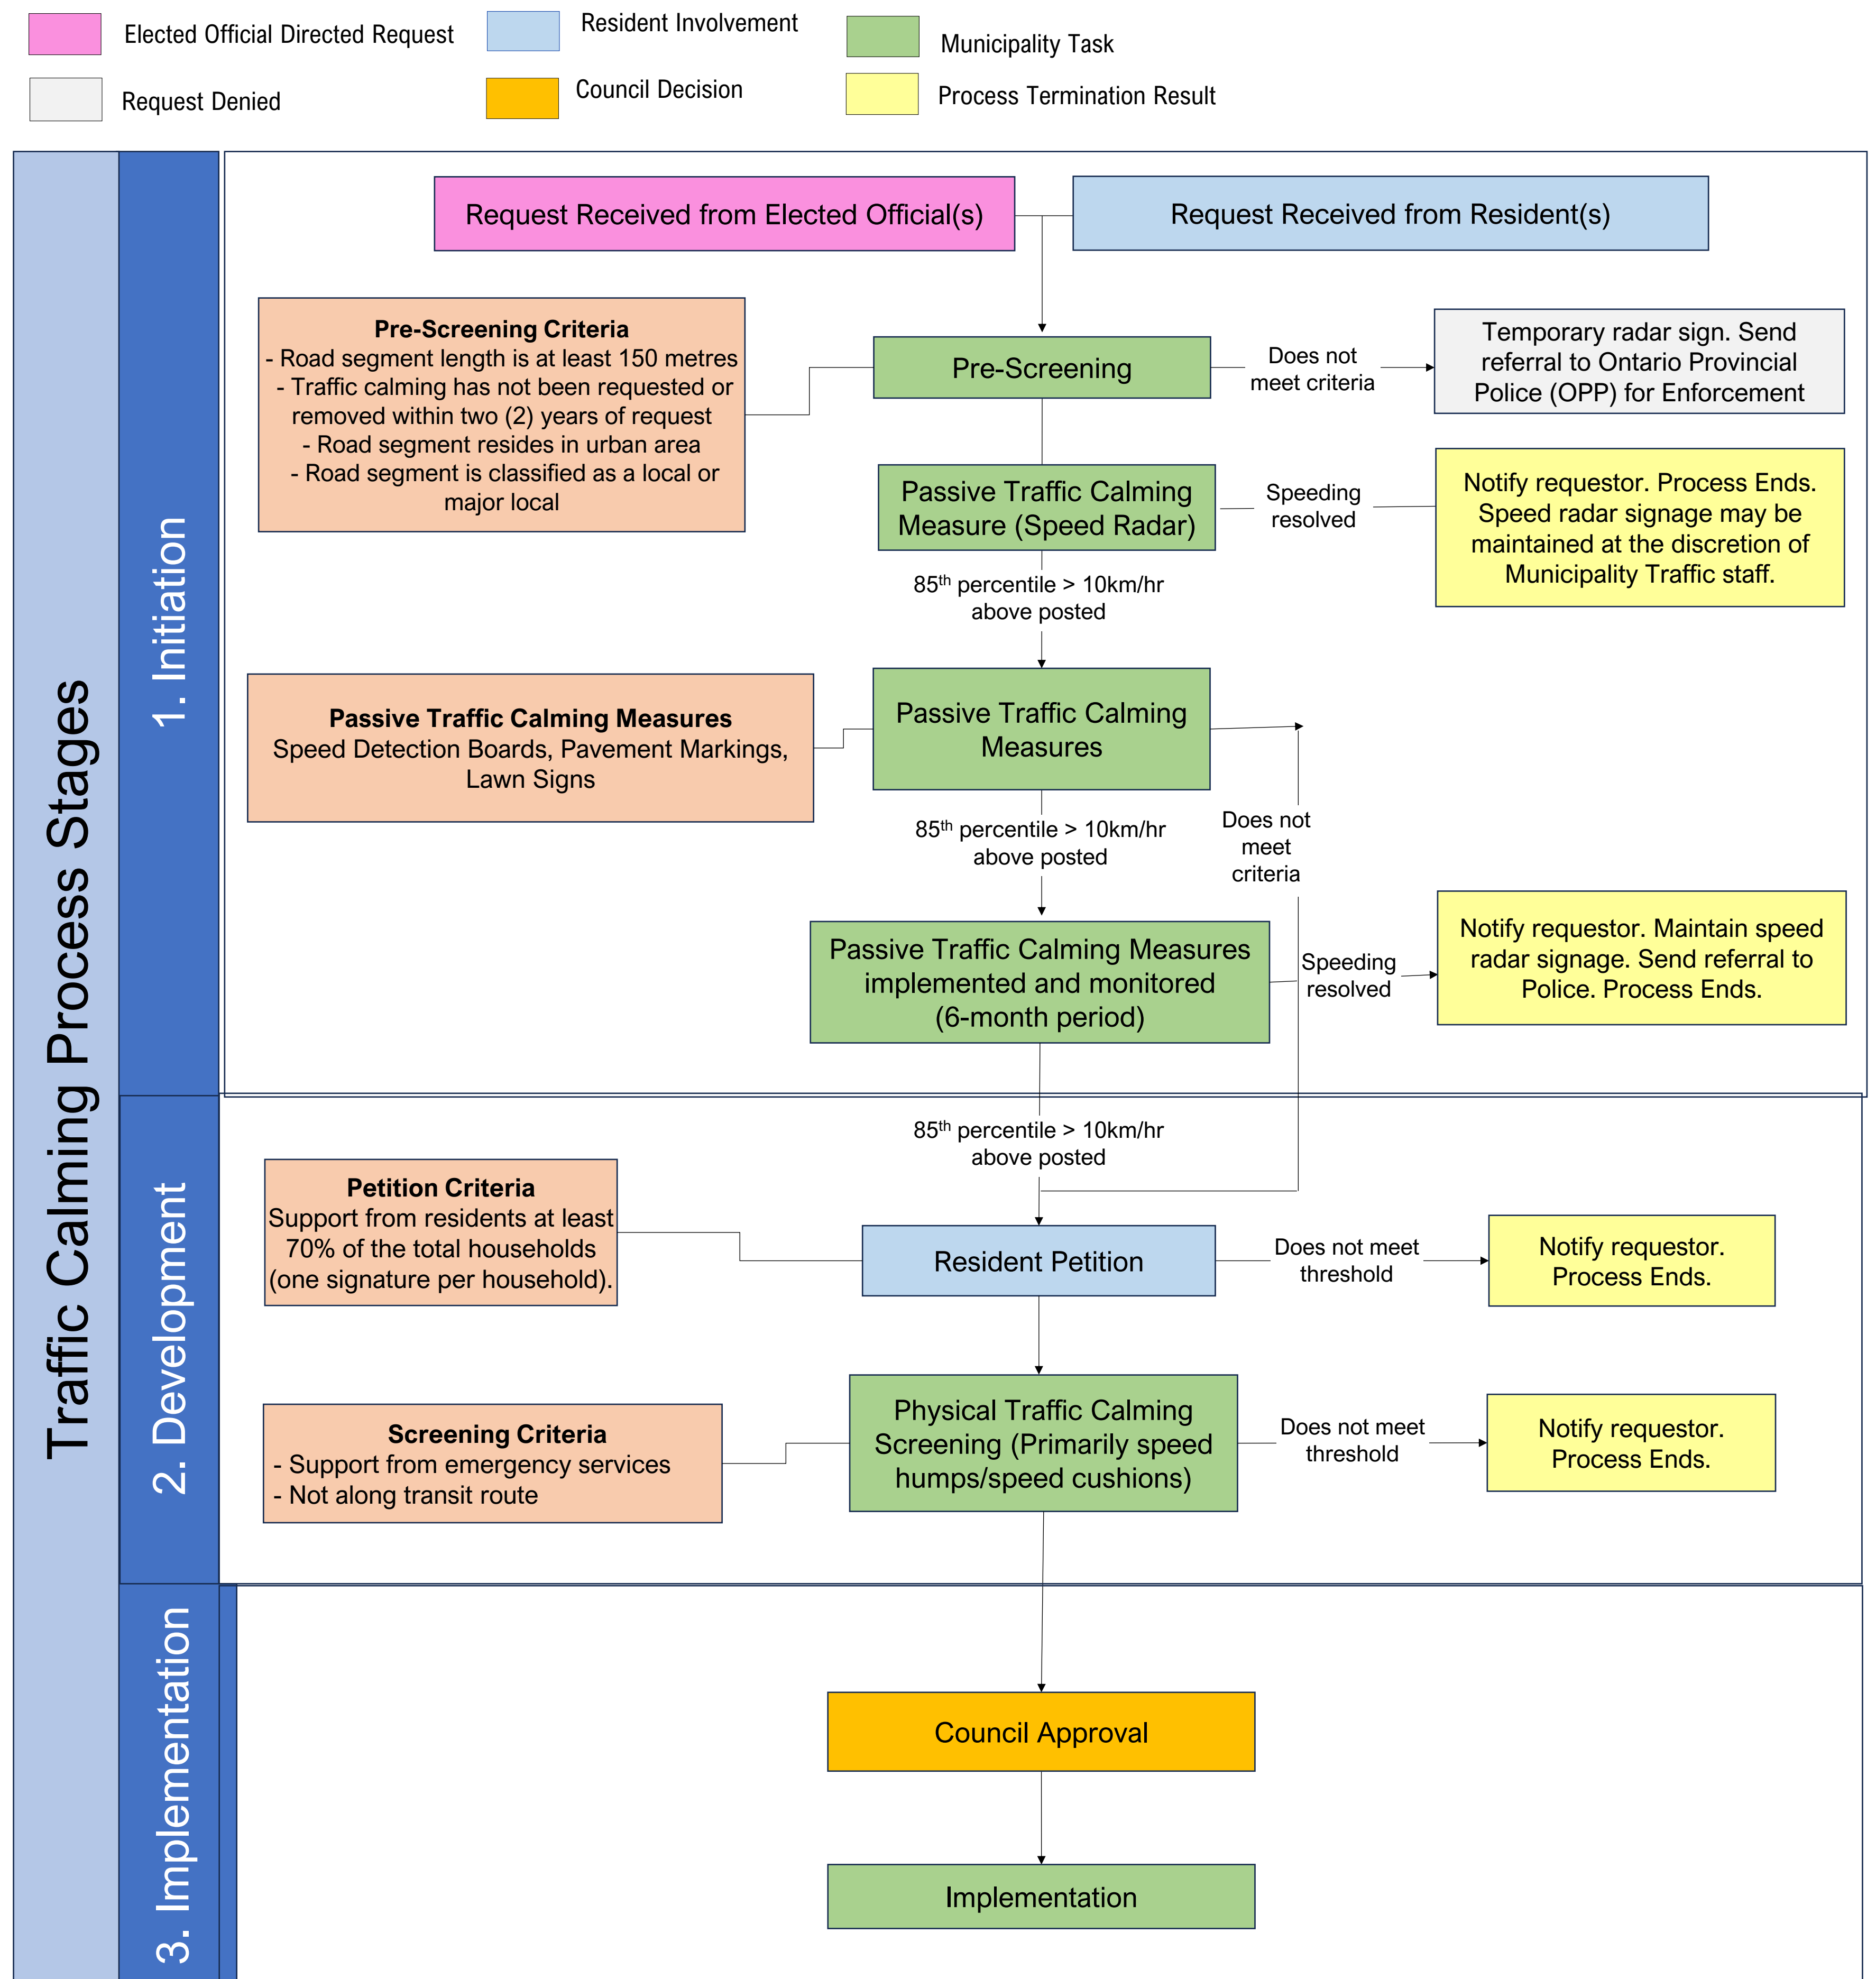 Elected Official Directed Request
Resident Involvement
Municipality Task
Request Denied
Council Decision
Process Termination Result
Traffic Calming Process Stages
1. Initiation
Request Received from Elected Official(s)
Request Received from Resident(s)
Pre-Screening Criteria
- Road segment length is at least 150 metres
- Traffic calming has not been requested or
removed within two (2) years of request
- Road segment resides in urban area
- Road segment is classified as a local or
major local
Pre-Screening
Does not
meet criteria
Temporary radar sign. Send
referral to Ontario Provincial
Police (OPP) for Enforcement
Passive Traffic Calming
Measure (Speed Radar)
Speeding
resolved
Notify requestor. Process Ends.
Speed radar signage may be
maintained at the discretion of
Municipality Traffic staff.
85th percentile > 10km/hr
above posted
Passive Traffic Calming Measures
Speed Detection Boards, Pavement Markings,
Lawn Signs
Passive Traffic Calming
Measures
85th percentile > 10km/hr
above posted
Does not
meet
criteria
Passive Traffic Calming Measures
implemented and monitored
(6-month period)
Speeding
resolved
Notify requestor. Maintain speed
radar signage. Send referral to
Police. Process Ends.
2. Development
85th percentile > 10km/hr
above posted
Petition Criteria
Support from residents at least
70% of the total households
(one signature per household).
Resident Petition
Does not meet
threshold
Notify requestor.
Process Ends.
Screening Criteria
- Support from emergency services
- Not along transit route
Physical Traffic Calming
Screening (Primarily speed
humps/speed cushions)
Does not meet
threshold
Notify requestor.
Process Ends.
3. Implementation
Council Approval
Implementation